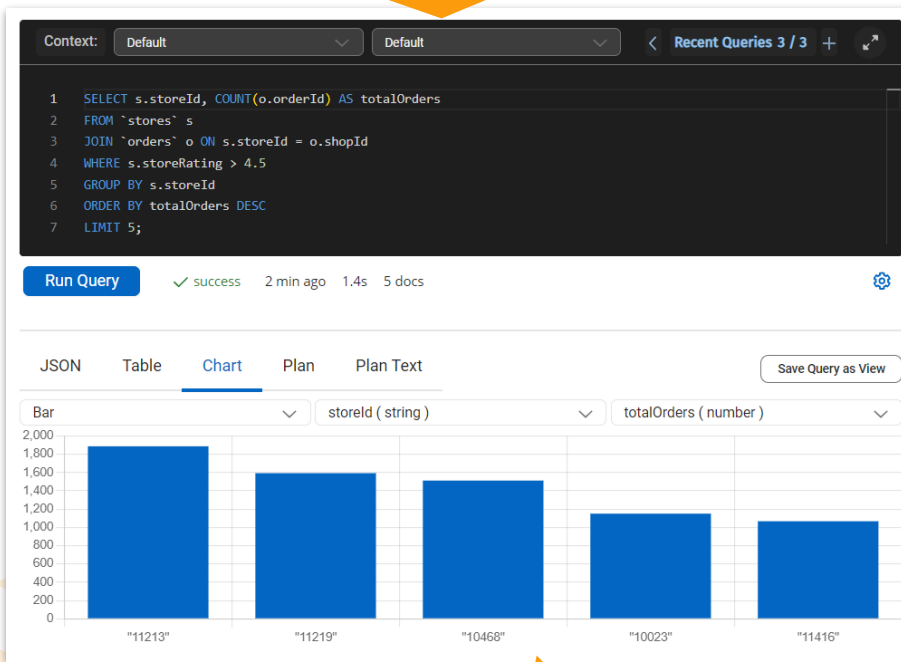 Context: Default Default Recent Queries 3 / 3 +
1 SELECT s.storeId, COUNT(o.orderId) AS totalOrders
2 FROM `stores` s
3 JOIN `orders` o ON s.storeId = o.shopId
4 WHERE s.storeRating > 4.5
5 GROUP BY s.storeId
6 ORDER BY totalOrders DESC
7 LIMIT 5;
Run Query success 2 min ago 1.4s 5 docs
JSON Table Chart Plan Plan Text Save Query as View
Bar storeId ( string ) totalOrders ( number )
2,000
1,800
1,600
1,400
1,200
1,000
800
600
400
200
0
"11213" "11219" "10468" "10023" "11416"